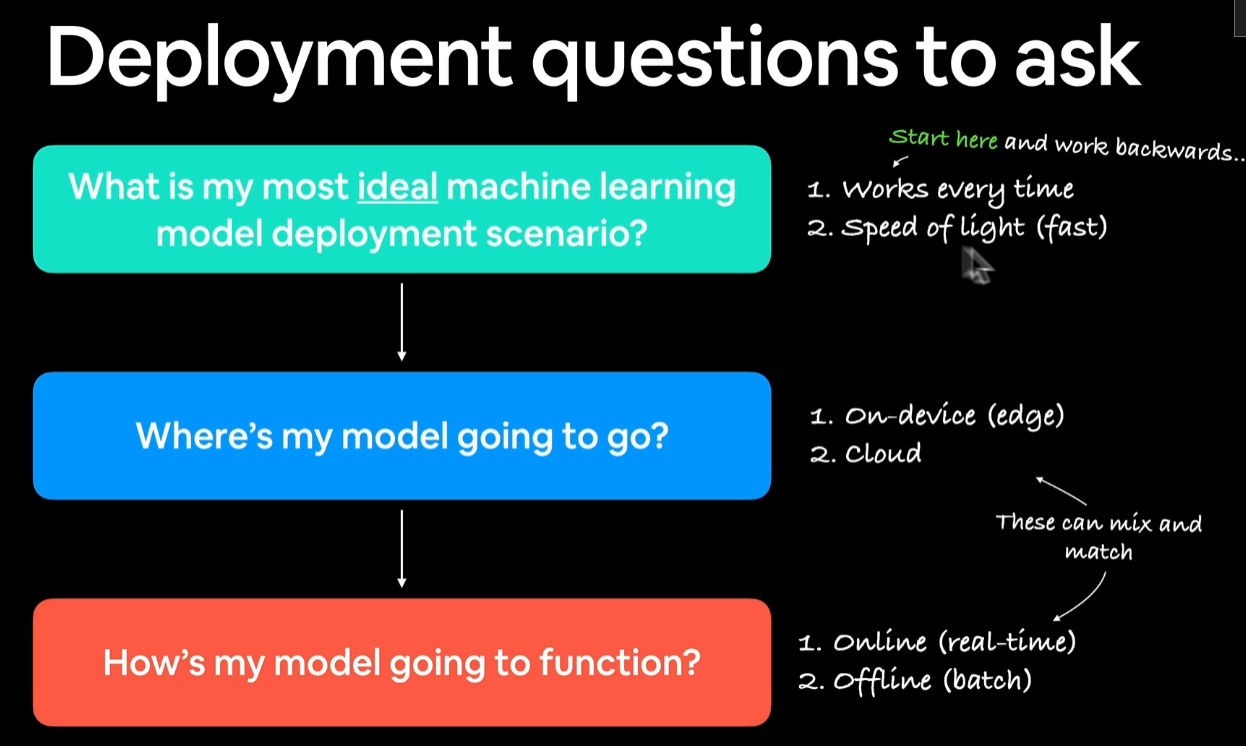 Deployment questions to ask
Start here and work backwards..
What is my most ideal machine learning
model deployment scenario?
1. Works every time
2. Speed of light (fast)
Where's my model going to go?
1. On-device (edge)
2. Cloud
These can mix and
match
How's my model going to function?
1. Online (real-time)
2. Offline (batch)